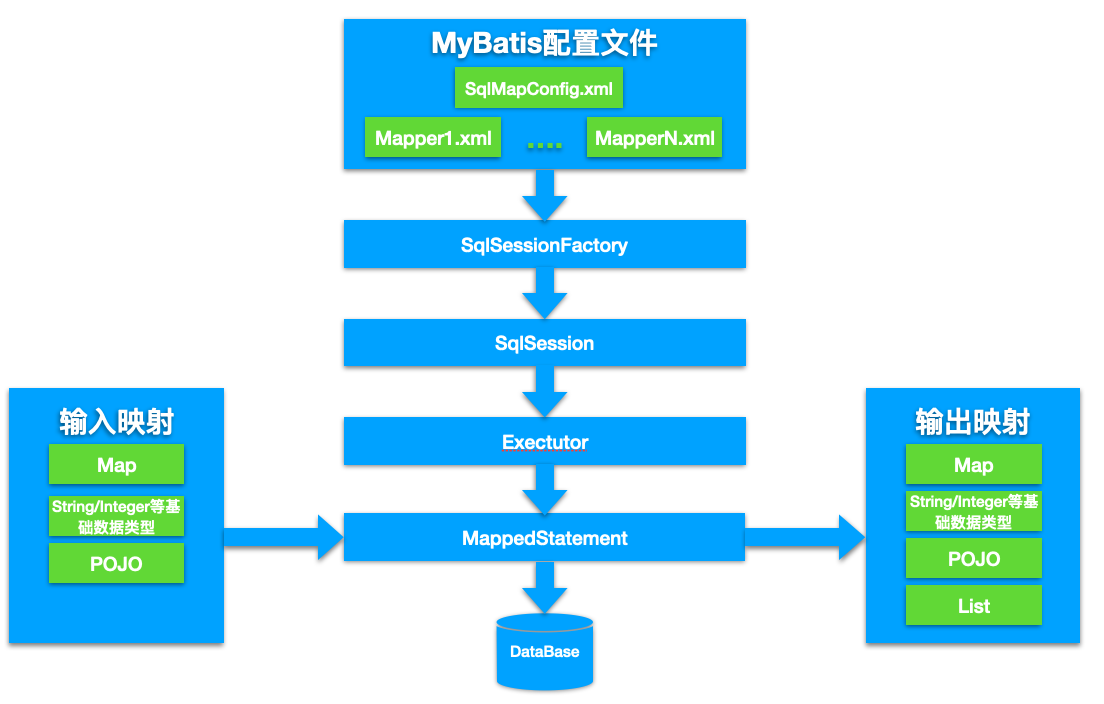 MyBatis配置文件
SqlMapConfig.xml
Mapper1.xml
....
MapperN.xml
SqlSessionFactory
SqlSession
Exectutor
MappedStatement
DataBase
输入映射
Map
String/Integer等基
础数据类型
POJO
输出映射
Map
String/Integer等基
础数据类型
POJO
List